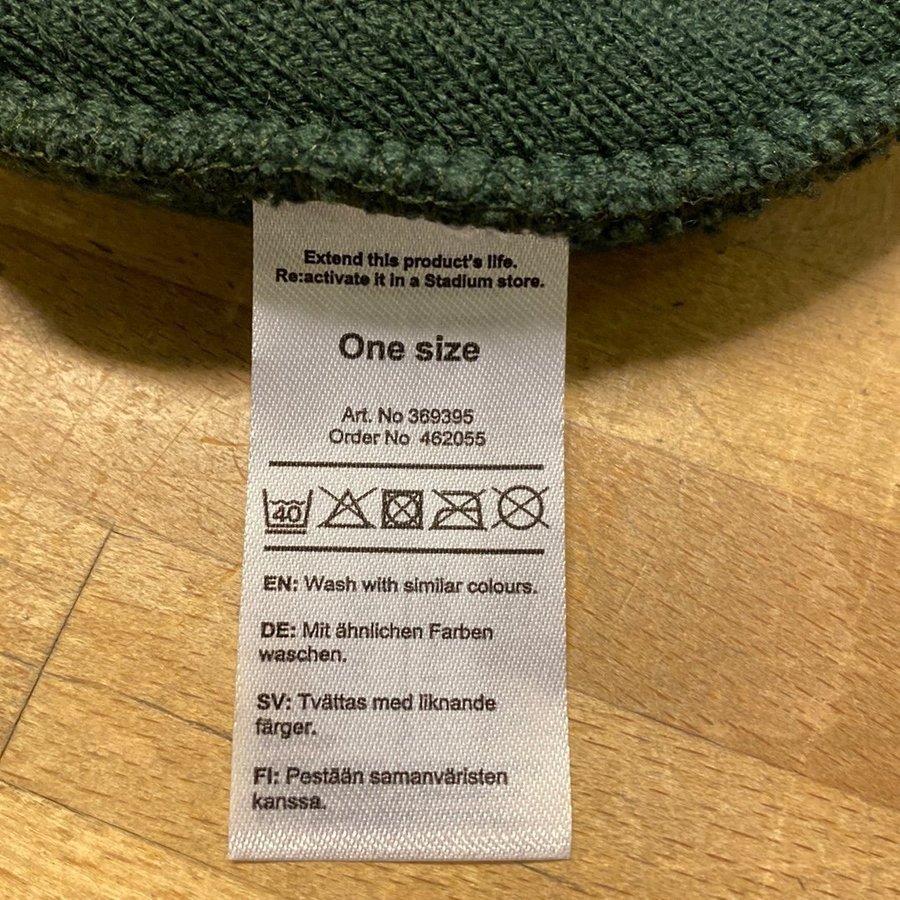 Extend this product's life.
Re:activate it in a Stadium store.
One size
Art. No 369395
Order No 462055
40
EN: Wash with similar colours.
DE: Mit ähnlichen Farben
waschen.
SV: Tvättas med liknande
färger.
FI: Pestään samanväristen
kanssa.